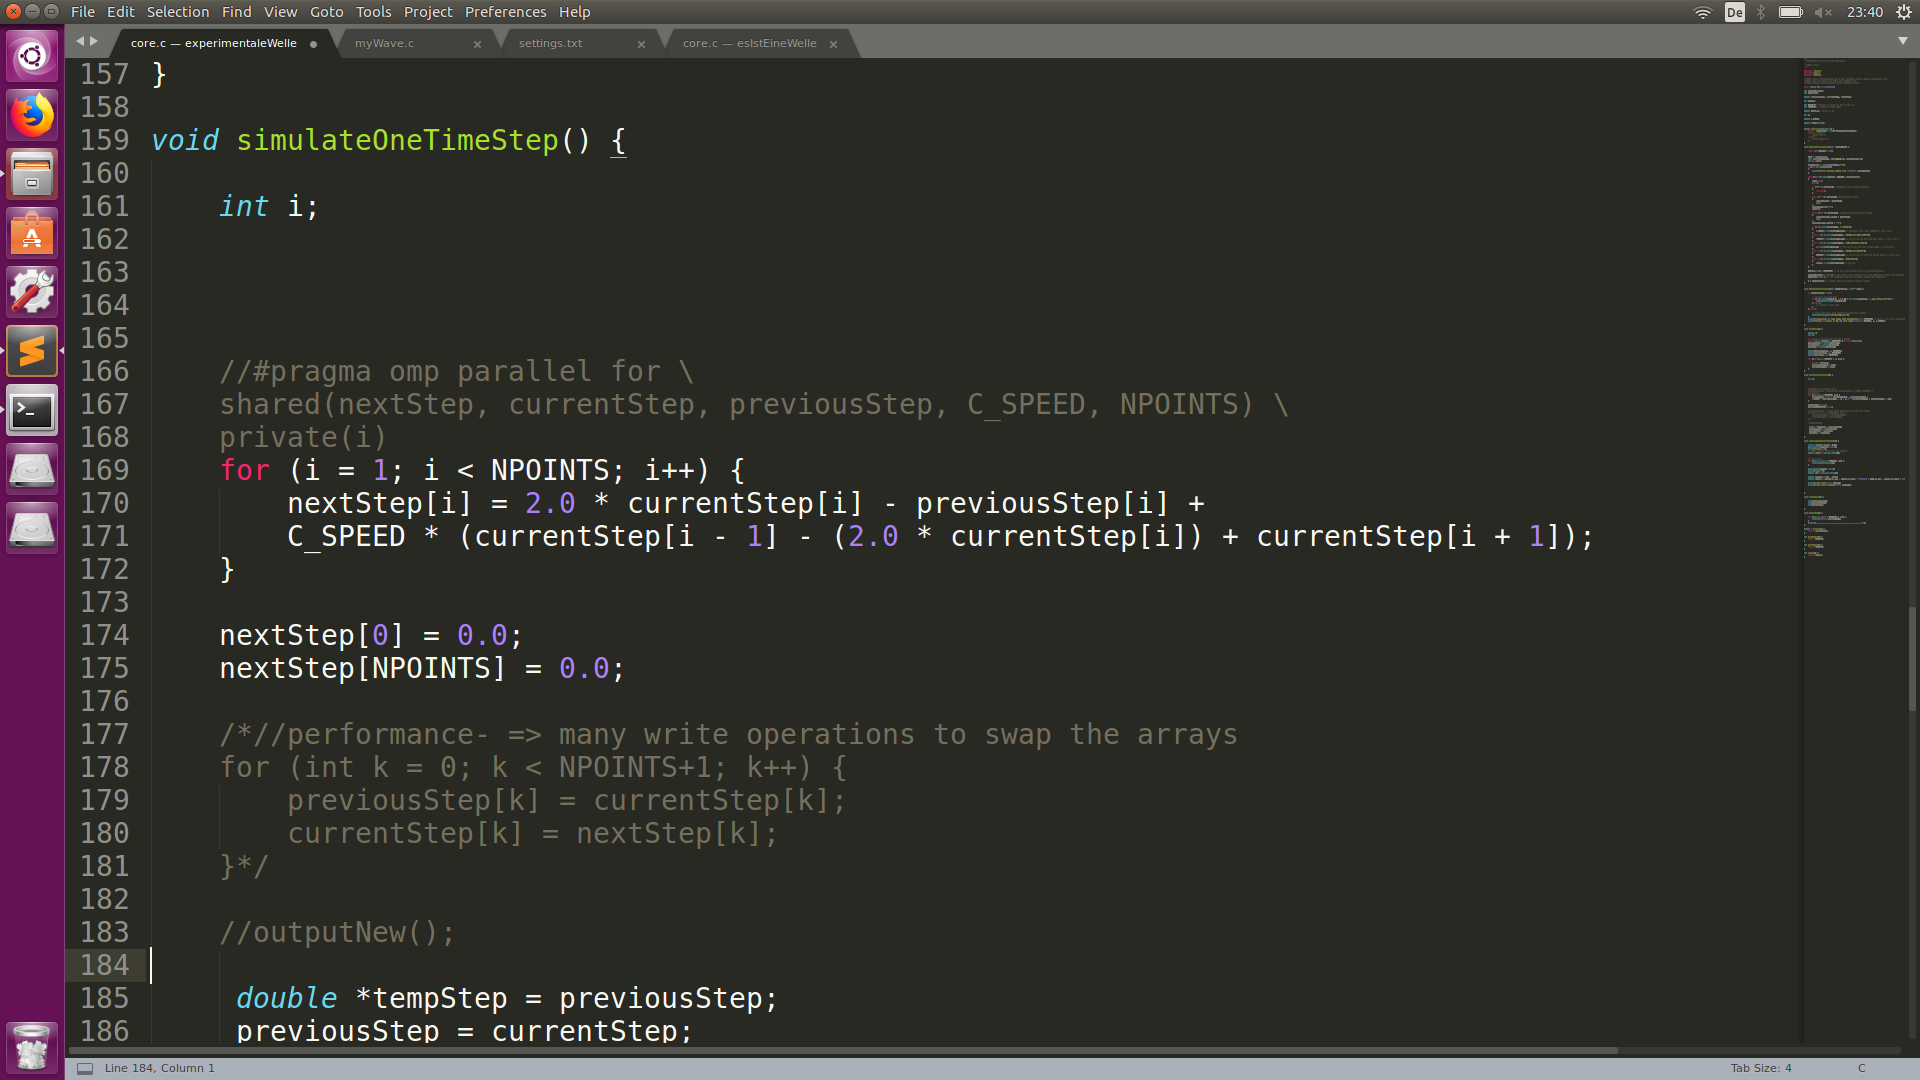 File Edit Selection Find View Goto Tools Project Preferences Help
De 23:40
core.c — experimentaleWelle myWave.c settings.txt core.c — esIstEineWelle
157 }
158
159 void simulateOneTimeStep() {
160
161 int i;
162
163
164
165
166 //#pragma omp parallel for \
167 shared(nextStep, currentStep, previousStep, C_SPEED, NPOINTS) \
168 private(i)
169 for (i = 1; i < NPOINTS; i++) {
170 nextStep[i] = 2.0 * currentStep[i] - previousStep[i] +
171 C_SPEED * (currentStep[i - 1] - (2.0 * currentStep[i]) + currentStep[i + 1]);
172 }
173
174 nextStep[0] = 0.0;
175 nextStep[NPOINTS] = 0.0;
176
177 /*//performance- => many write operations to swap the arrays
178 for (int k = 0; k < NPOINTS+1; k++) {
179 previousStep[k] = currentStep[k];
180 currentStep[k] = nextStep[k];
181 }*/
182
183 //outputNew();
184
185 double *tempStep = previousStep;
186 previousStep = currentStep;
Line 184, Column 1 Tab Size: 4 C